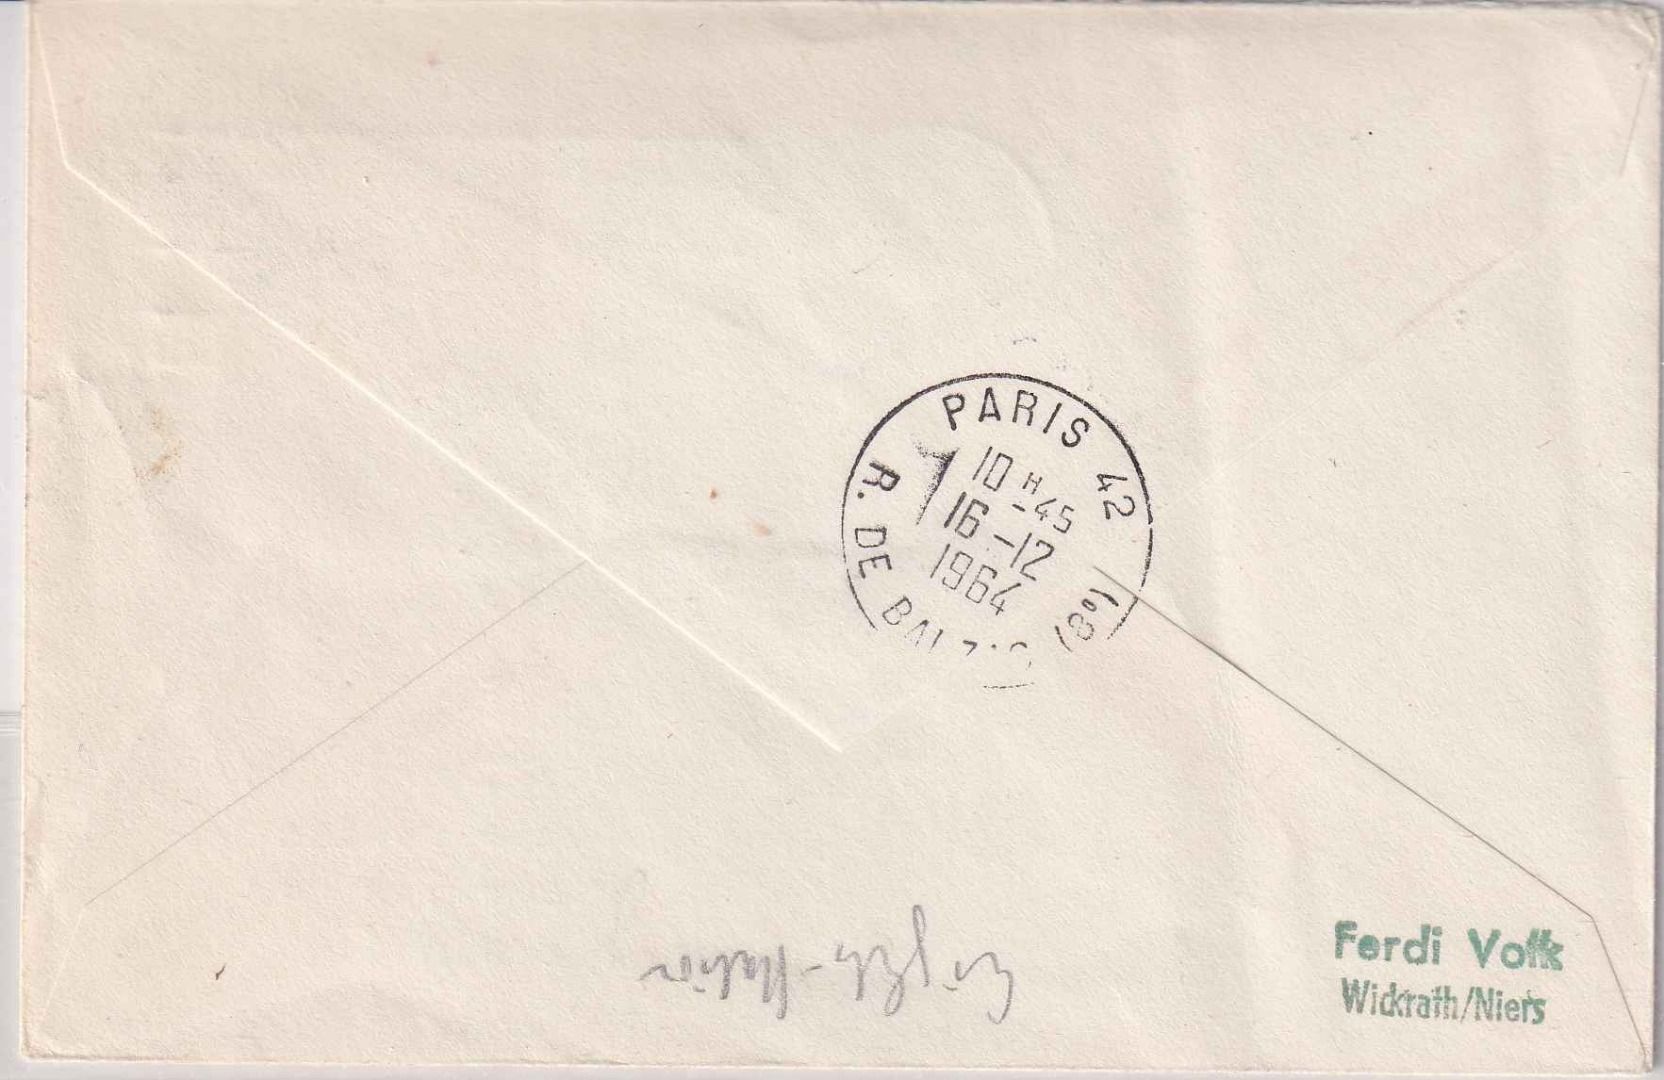 PARIS 42 (8e)
10 H 45
16 - 12
1964
R. DE BALZAC
Ferdi Volk
Wickrath/Niers